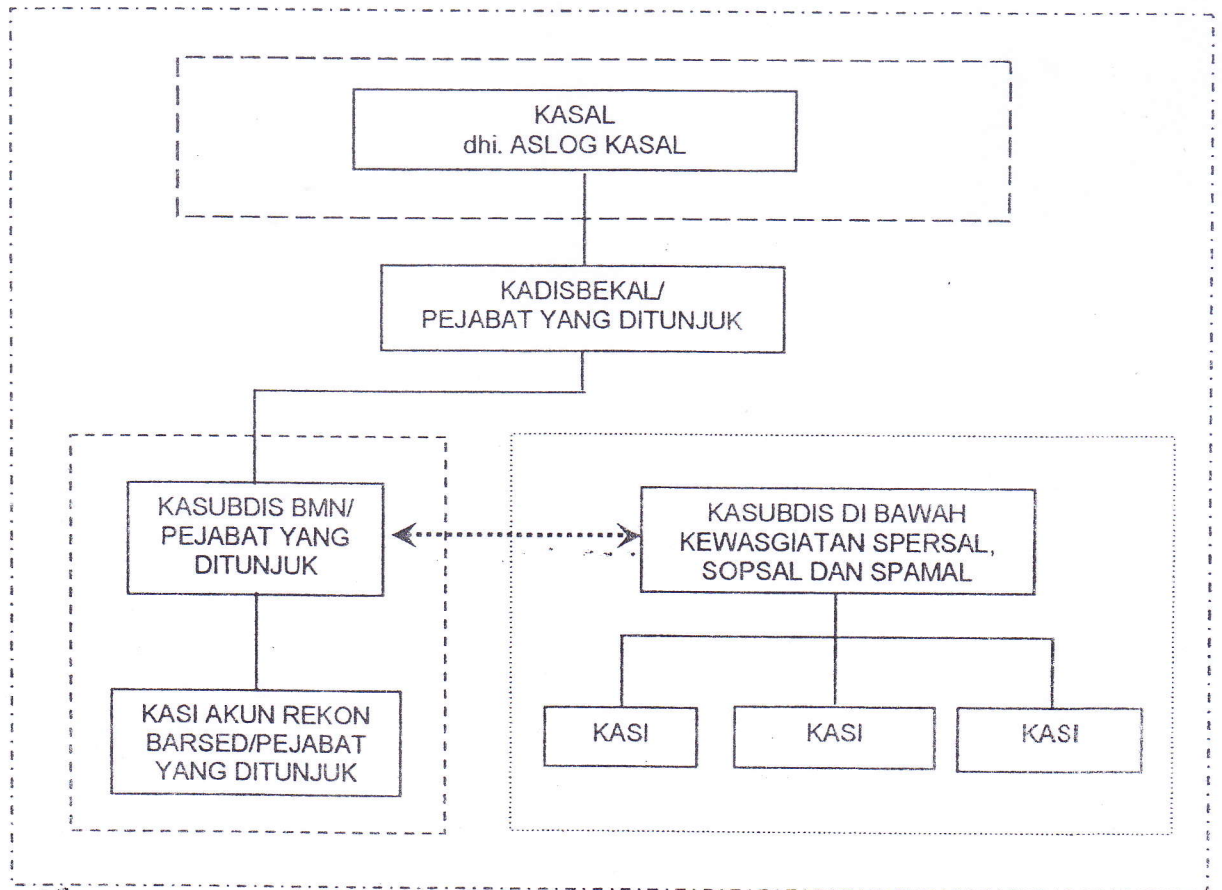 KASAL
dhi. ASLOG KASAL
KADISBEKAL/
PEJABAT YANG DITUNJUK
KASUBDIS BMN/
PEJABAT YANG
DITUNJUK
KASUBDIS DI BAWAH
KEWASGIATAN SPERSAL,
SOPSAL DAN SPAMAL
KASI AKUN REKON
BARSED/PEJABAT
YANG DITUNJUK
KASI
KASI
KASI